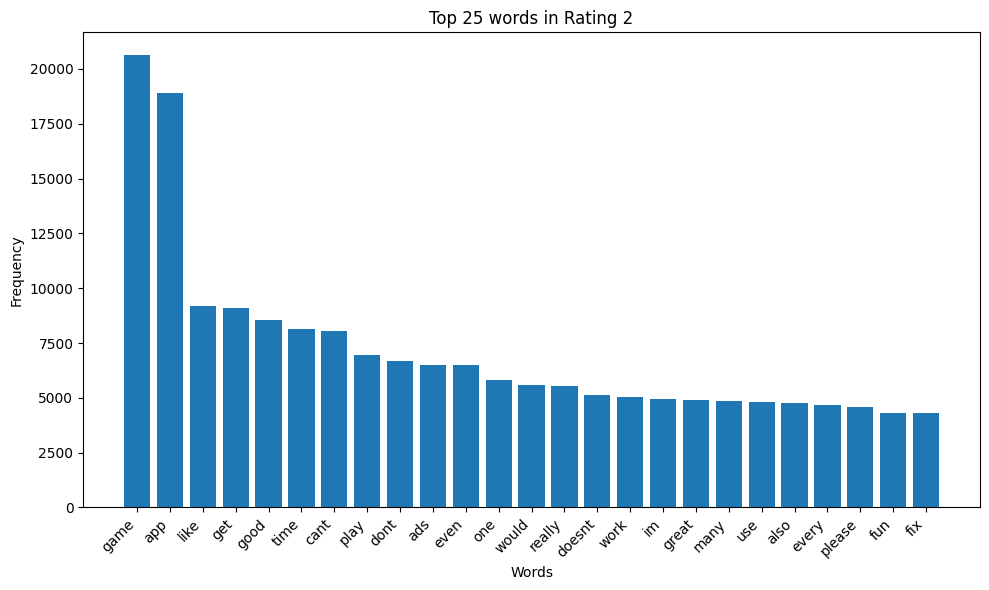 Top 25 words in Rating 2
Frequency
20000
17500
15000
12500
10000
7500
5000
2500
0
game app like get good time cant play dont ads even one would really doesnt work im great many use also every please fun fix
Words